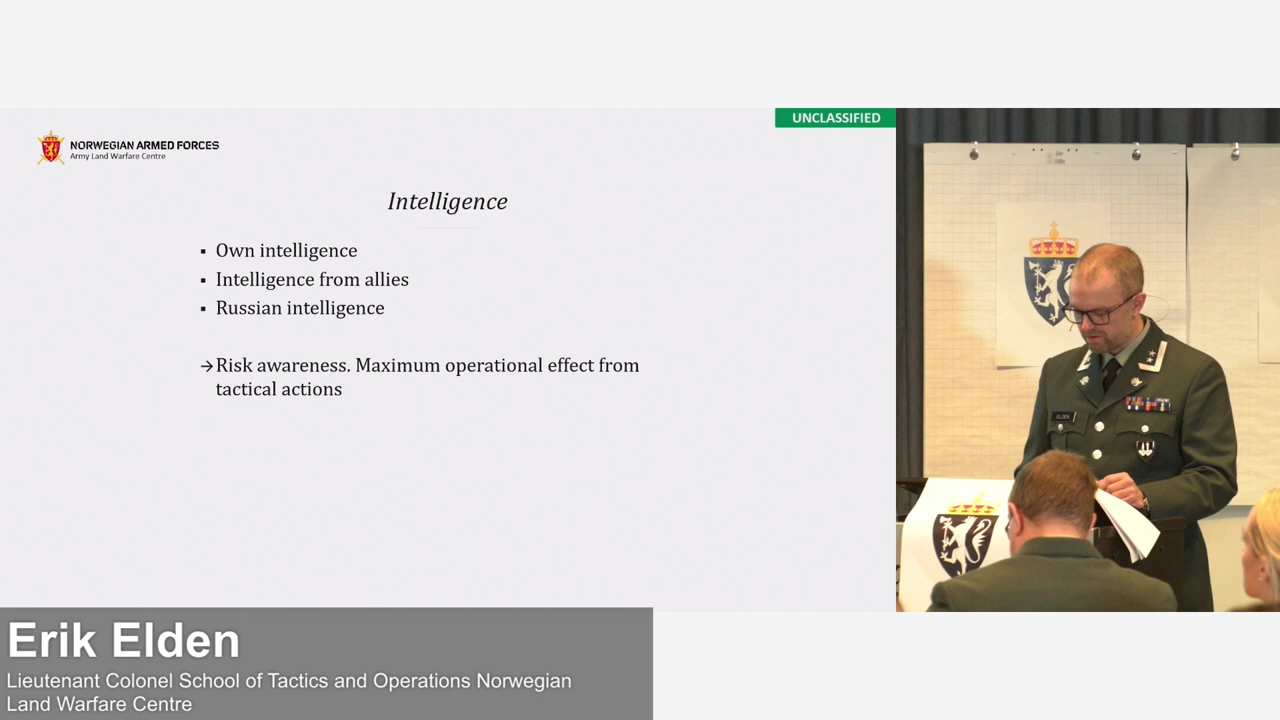 UNCLASSIFIED
NORWEGIAN ARMED FORCES
Army Land Warfare Centre
Intelligence
▪ Own intelligence
▪ Intelligence from allies
▪ Russian intelligence
→Risk awareness. Maximum operational effect from
tactical actions
ELDEN
Erik Elden
Lieutenant Colonel School of Tactics and Operations Norwegian
Land Warfare Centre